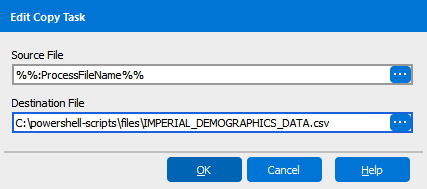 Edit Copy Task
Source File
%%:ProcessFileName%%
Destination File
C:\powershell-scripts\files\IMPERIAL_DEMOGRAPHICS_DATA.csv
OK Cancel Help